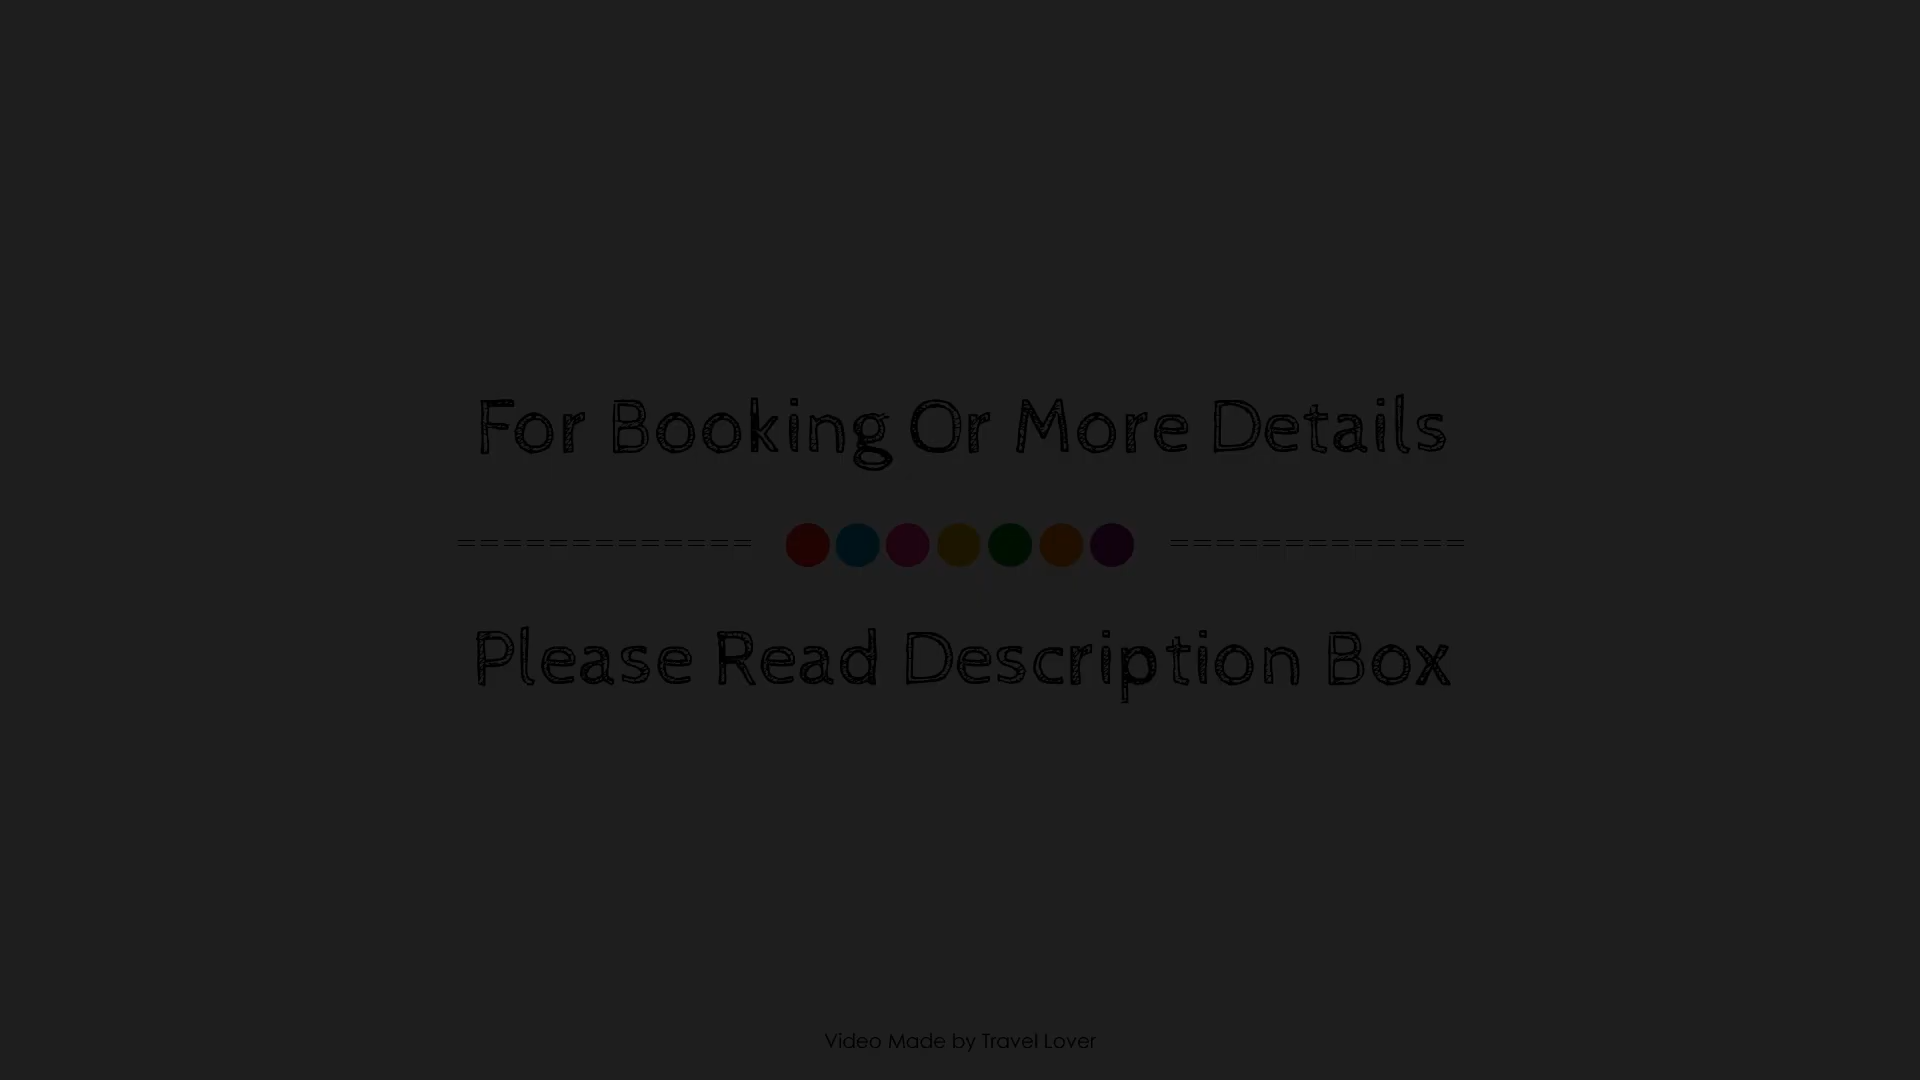 For Booking Or More Details
============= =============
Please Read Description Box
Video Made by Travel Lover